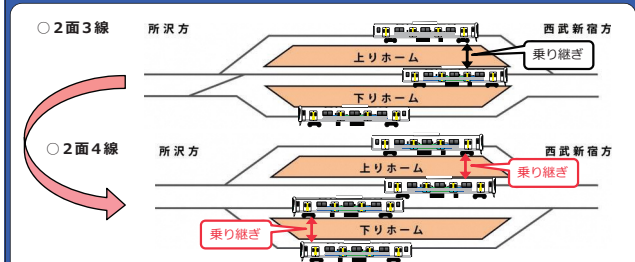 ○2面3線
所沢方
西武新宿方
上りホーム
乗り継ぎ
下りホーム
○2面4線
所沢方
西武新宿方
上りホーム
乗り継ぎ
乗り継ぎ
下りホーム